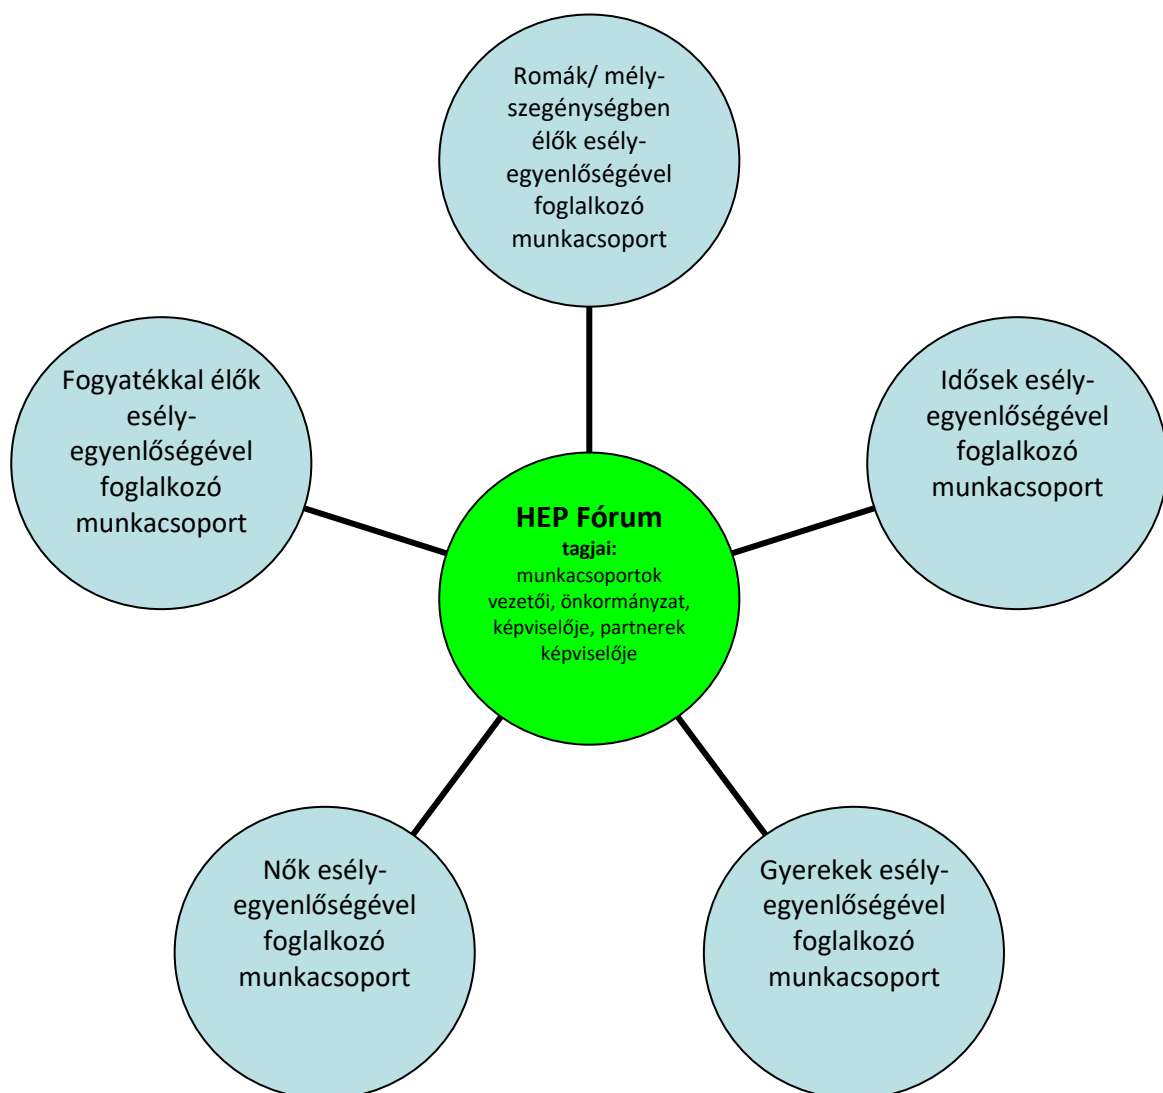 Romák/ mély-
szegénységben
élők esély-
egyenlőségével
foglalkozó
munkacsoport
Fogyatékkal élők
esély-
egyenlőségével
foglalkozó
munkacsoport
Idősek esély-
egyenlőségével
foglalkozó
munkacsoport
HEP Fórum
tagjai:
munkacsoportok
vezetői, önkormányzat,
képviselője, partnerek
képviselője
Nők esély-
egyenlőségével
foglalkozó
munkacsoport
Gyerekek esély-
egyenlőségével
foglalkozó
munkacsoport